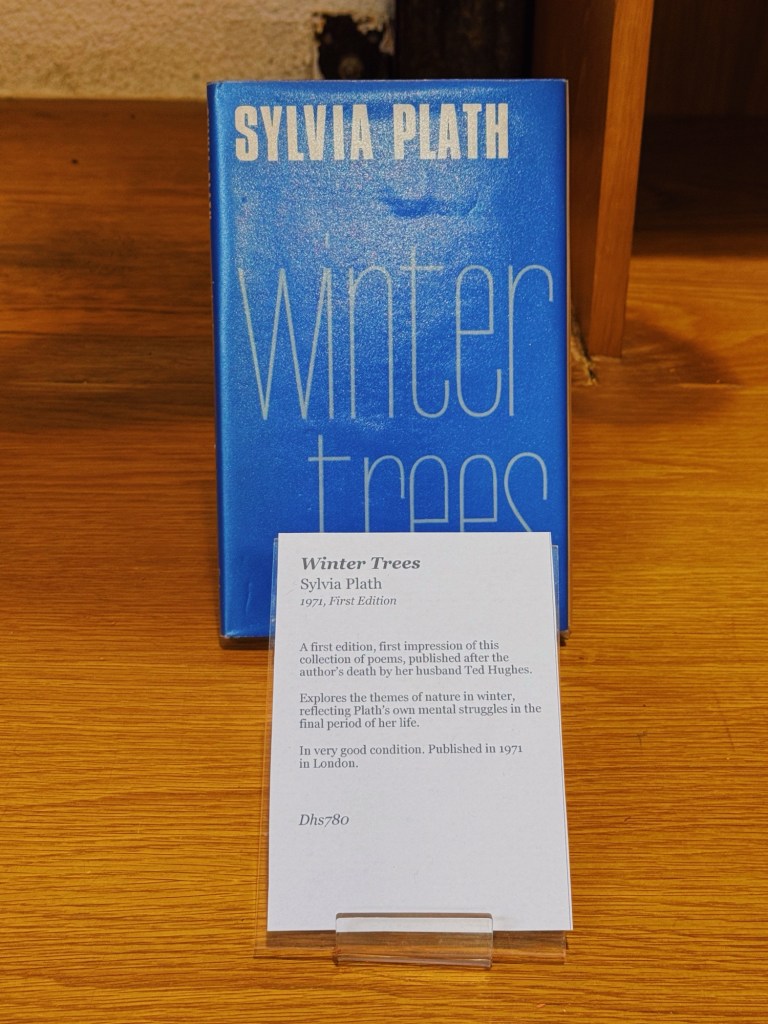 SYLVIA PLATH
winter
trees
Winter Trees
Sylvia Plath
1971, First Edition
A first edition, first impression of this
collection of poems, published after the
author's death by her husband Ted Hughes.
Explores the themes of nature in winter,
reflecting Plath's own mental struggles in the
final period of her life.
In very good condition. Published in 1971
in London.
Dhs780